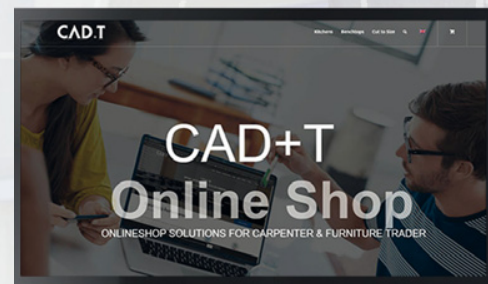 CAD.T
Kitchens Benchtops Cut to Size
CAD+T
Online Shop
ONLINESHOP SOLUTIONS FOR CARPENTER & FURNITURE TRADER